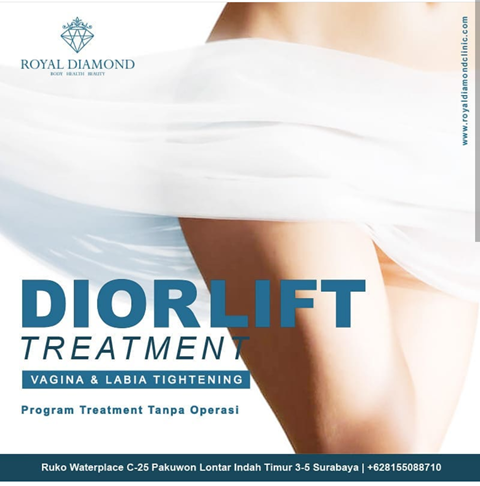 ROYAL DIAMOND
BODY HEALTH BEAUTY
www.royaldiamondclinic.com
DIORLIFT
TREATMENT
VAGINA & LABIA TIGHTENING
Program Treatment Tanpa Operasi
Ruko Waterplace C-25 Pakuwon Lontar Indah Timur 3-5 Surabaya | +628155088710